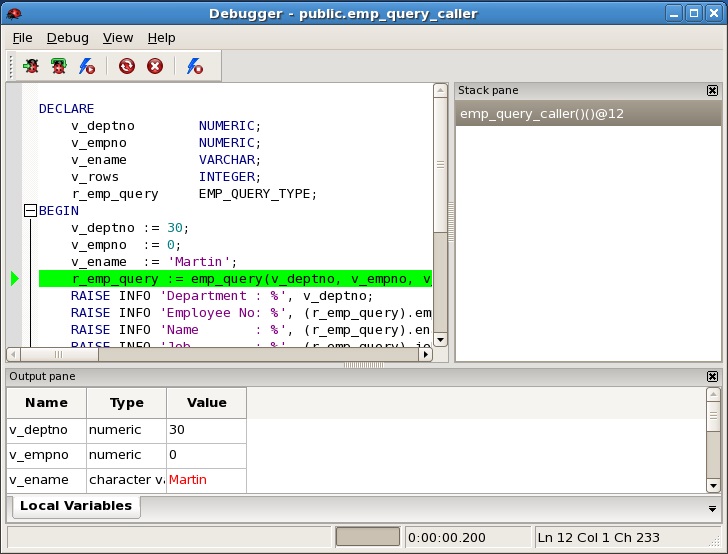 Debugger - public.emp_query_caller
File Debug View Help
DECLARE
v_deptno NUMERIC;
v_empno NUMERIC;
v_ename VARCHAR;
v_rows INTEGER;
r_emp_query EMP_QUERY_TYPE;
BEGIN
v_deptno := 30;
v_empno := 0;
v_ename := 'Martin';
r_emp_query := emp_query(v_deptno, v_empno, v
RAISE INFO 'Department : %', v_deptno;
RAISE INFO 'Employee No: %', (r_emp_query).em
RAISE INFO 'Name : %', (r_emp_query).en
RAISE INFO 'Job : %', (r_emp_query).jo
Stack pane
emp_query_caller()()@12
Output pane
Name Type Value
v_deptno numeric 30
v_empno numeric 0
v_ename character va Martin
Local Variables
0:00:00.200 Ln 12 Col 1 Ch 233